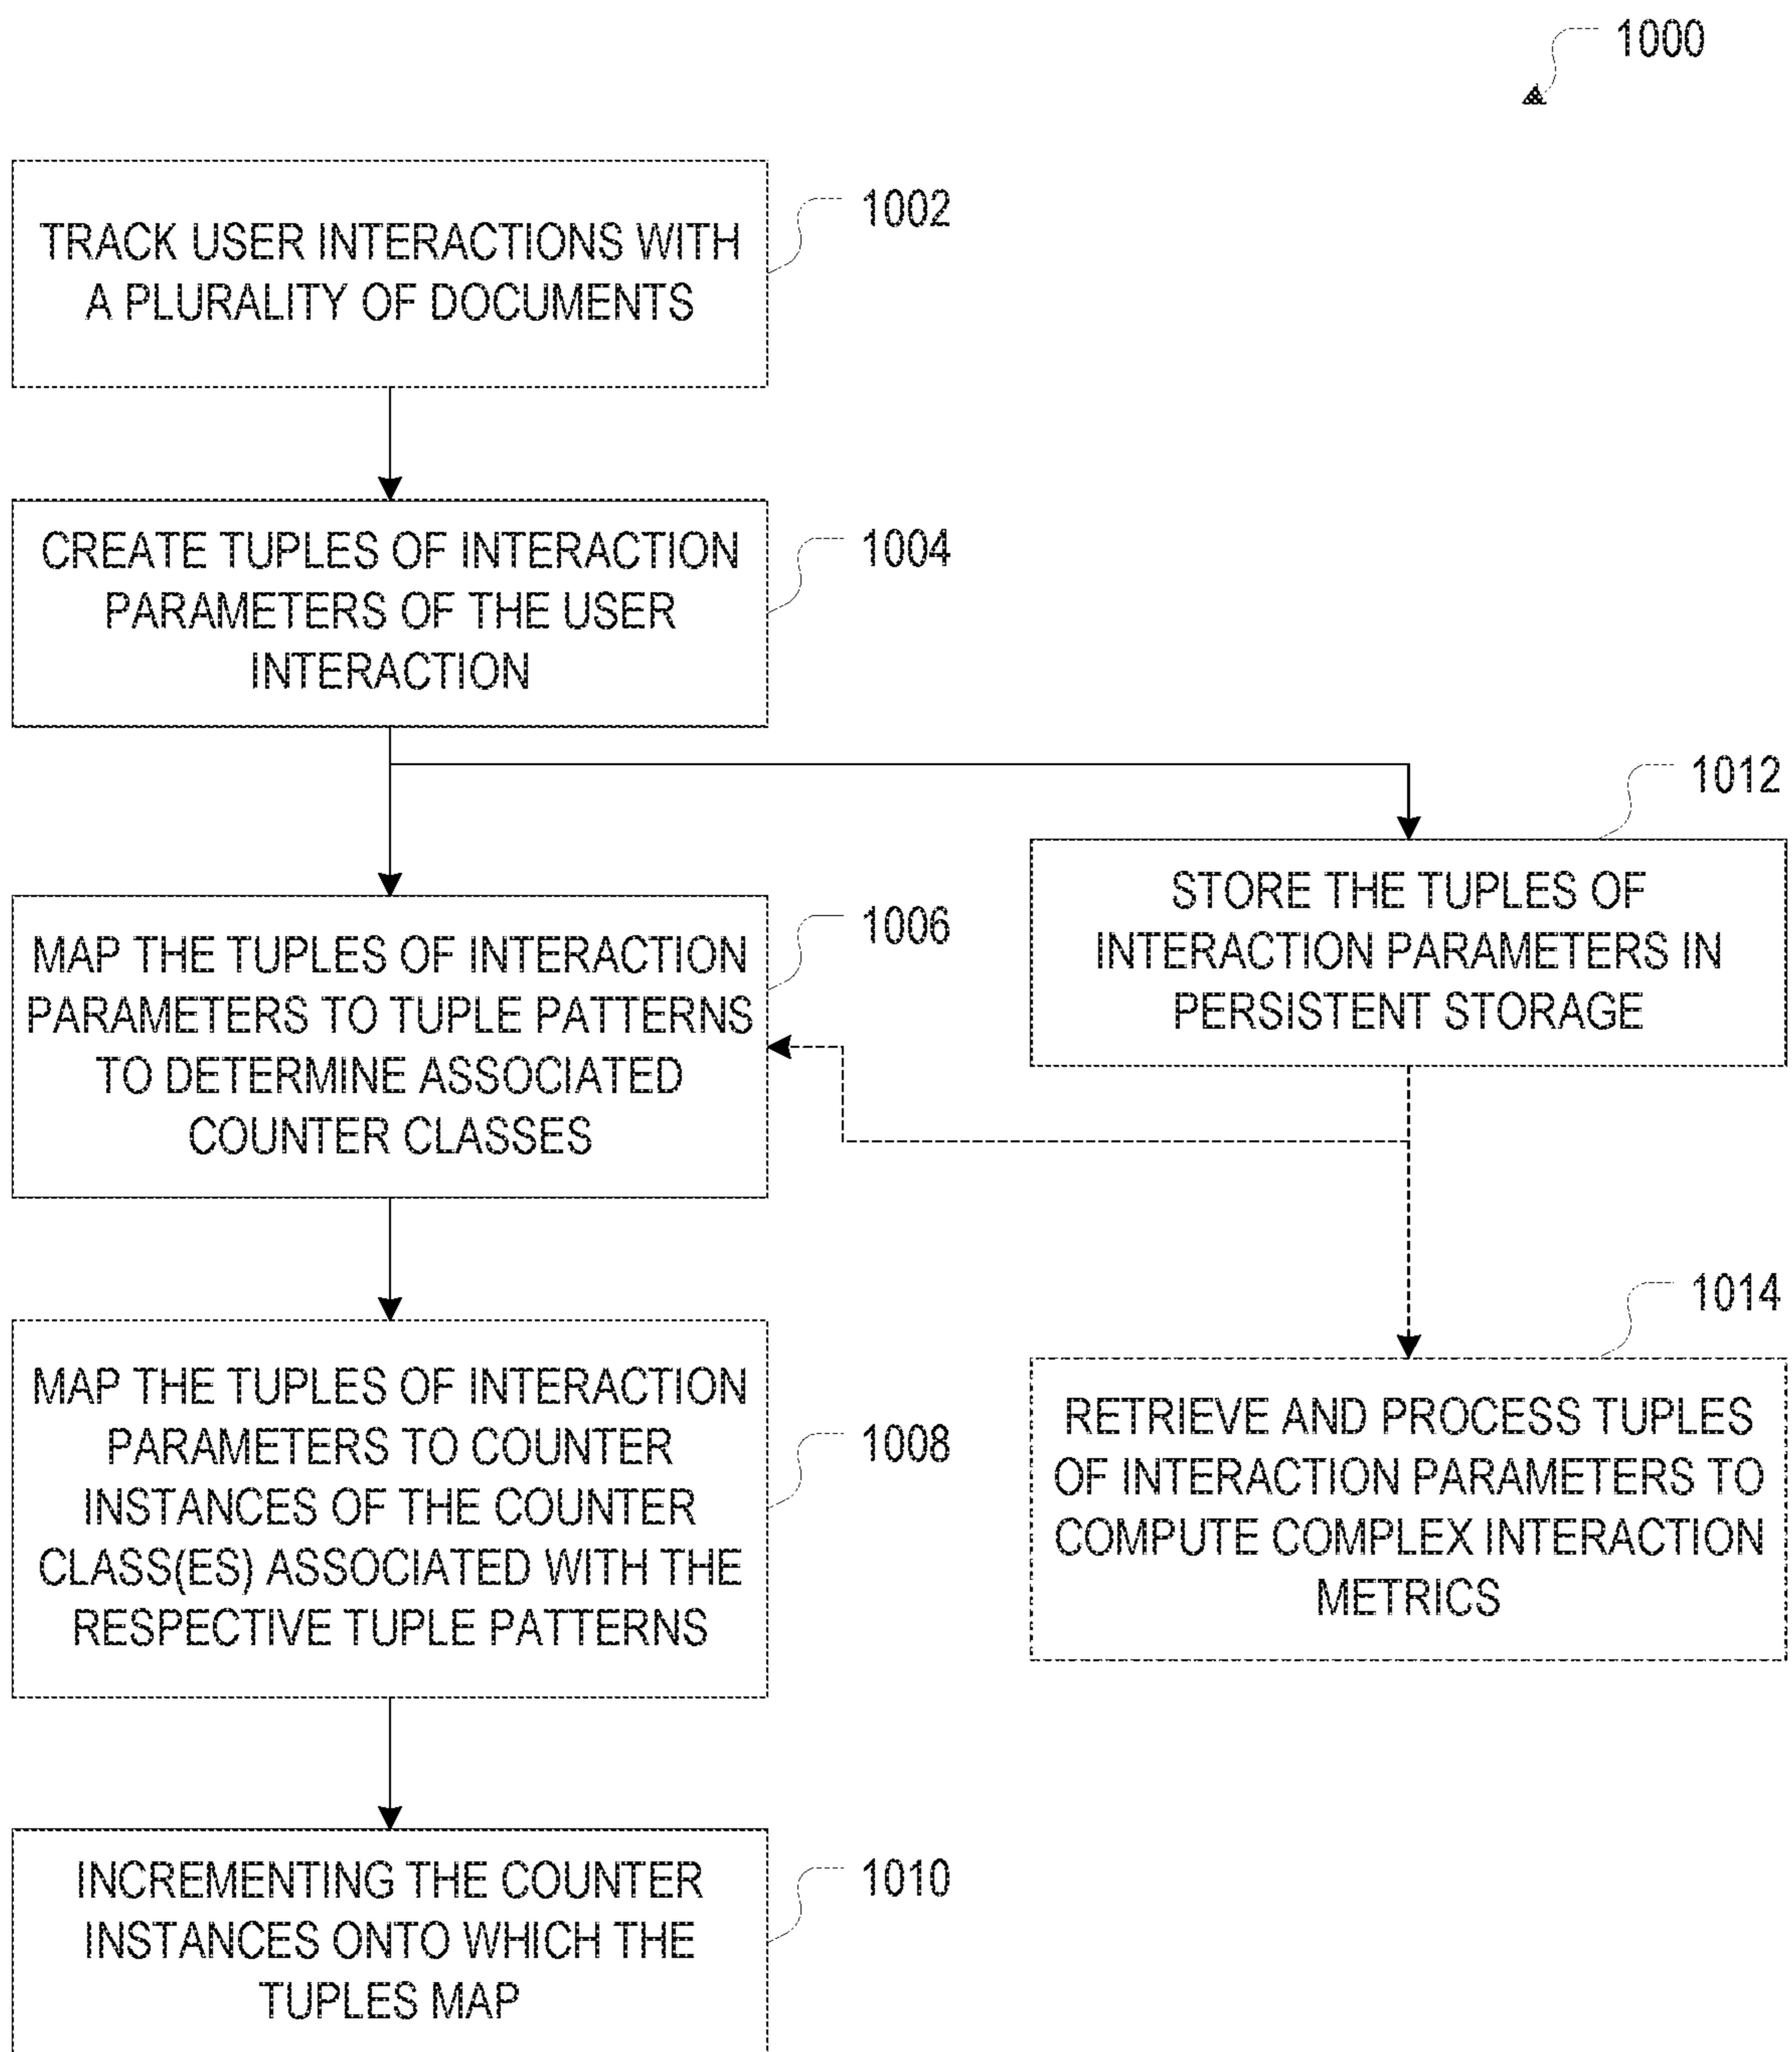 1000
TRACK USER INTERACTIONS WITH
A PLURALITY OF DOCUMENTS
1002
CREATE TUPLES OF INTERACTION
PARAMETERS OF THE USER
INTERACTION
1004
MAP THE TUPLES OF INTERACTION
PARAMETERS TO TUPLE PATTERNS
TO DETERMINE ASSOCIATED
COUNTER CLASSES
1006
STORE THE TUPLES OF
INTERACTION PARAMETERS IN
PERSISTENT STORAGE
1012
MAP THE TUPLES OF INTERACTION
PARAMETERS TO COUNTER
INSTANCES OF THE COUNTER
CLASS(ES) ASSOCIATED WITH THE
RESPECTIVE TUPLE PATTERNS
1008
RETRIEVE AND PROCESS TUPLES
OF INTERACTION PARAMETERS TO
COMPUTE COMPLEX INTERACTION
METRICS
1014
INCREMENTING THE COUNTER
INSTANCES ONTO WHICH THE
TUPLES MAP
1010